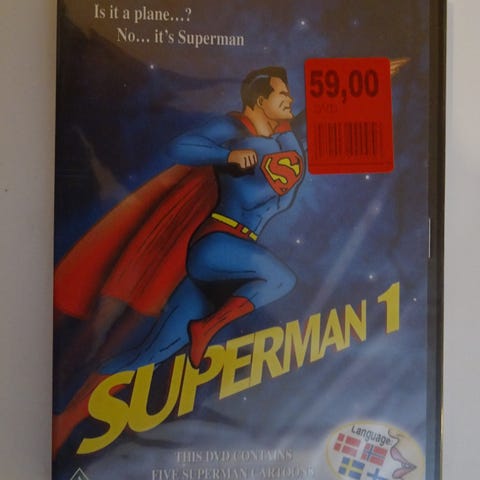 Is it a plane...?
No... it's Superman
59,00
S
SUPERMAN 1
Language
THIS DVD CONTAINS
FIVE SUPERMAN CARTOONS